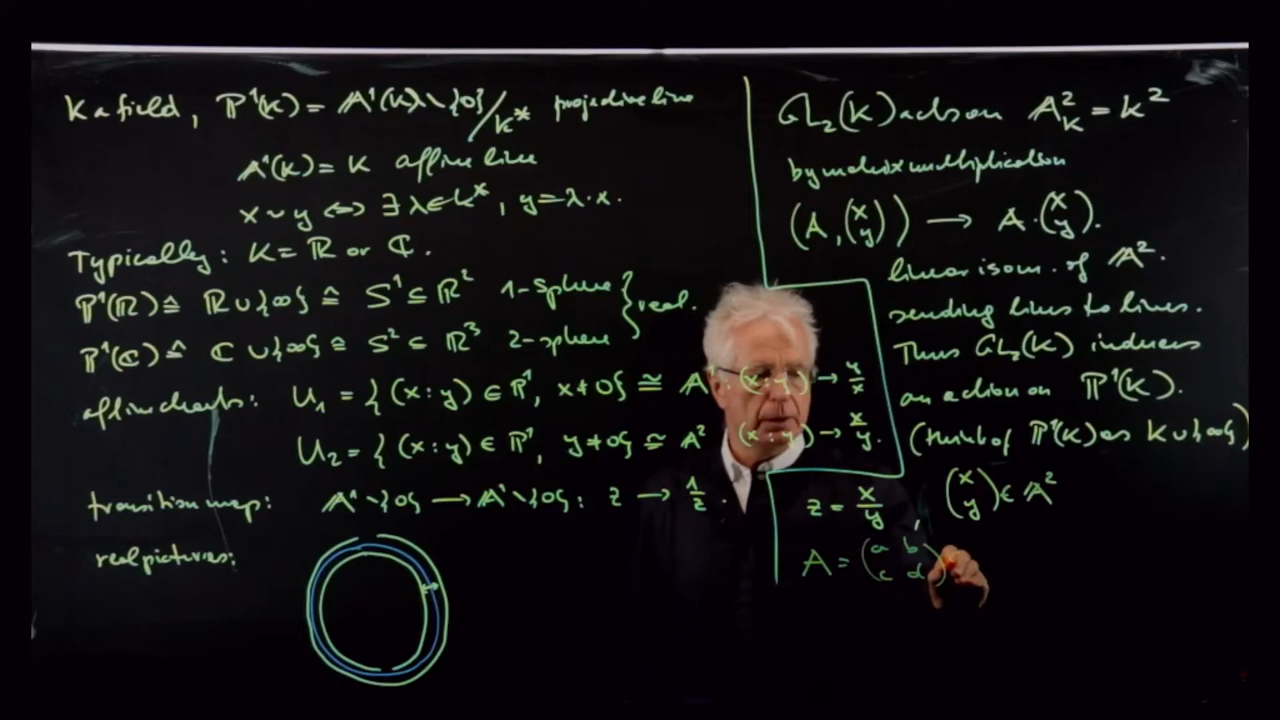 K a field, P¹(K) = A¹(K)∖{0}/K* projective line
A¹(K) = K affine line
x ~ y ⇔ ∃ λ ∈ K*, y = λ·x.
Typically: K = ℝ or ℂ.
P¹(ℝ) ≙ ℝ ∪ {∞} ≙ S¹ ⊆ ℝ² 1-sphere } real.
P¹(ℂ) ≙ ℂ ∪ {∞} ≙ S² ⊆ ℝ³ 2-sphere
affine charts: U₁ = { (x:y) ∈ P¹, x≠0} ≅ A (x:y) → y/x
U₂ = { (x:y) ∈ P¹, y≠0} ≅ A² (x:y) → x/y.
transition map: A¹∖{0} → A¹∖{0}: z → 1/z.
real pictures:
GL₂(K) acts on A²_K = K²
by matrix multiplication
(A, (x y)) → A·(x y).
linear isom. of A².
sending lines to lines.
Thus GL₂(K) induces
an action on P¹(K).
(think of P¹(K) as K∪{∞})
z = x/y, (x y) ∈ A²
A = (a b c d)